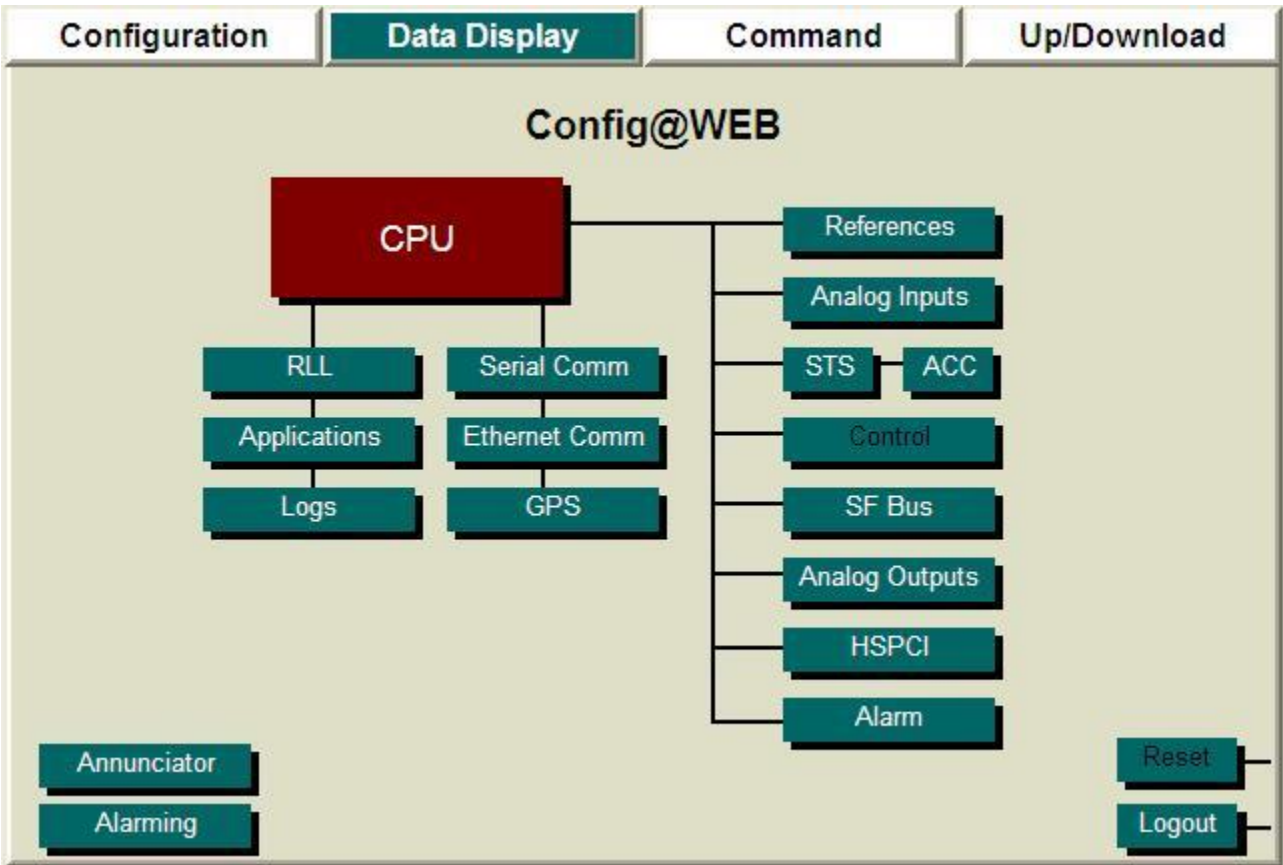 Configuration
Data Display
Command
Up/Download
Config@WEB
CPU
RLL
Applications
Logs
Serial Comm
Ethernet Comm
GPS
References
Analog Inputs
STS
ACC
Control
SF Bus
Analog Outputs
HSPCI
Alarm
Annunciator
Alarming
Reset
Logout